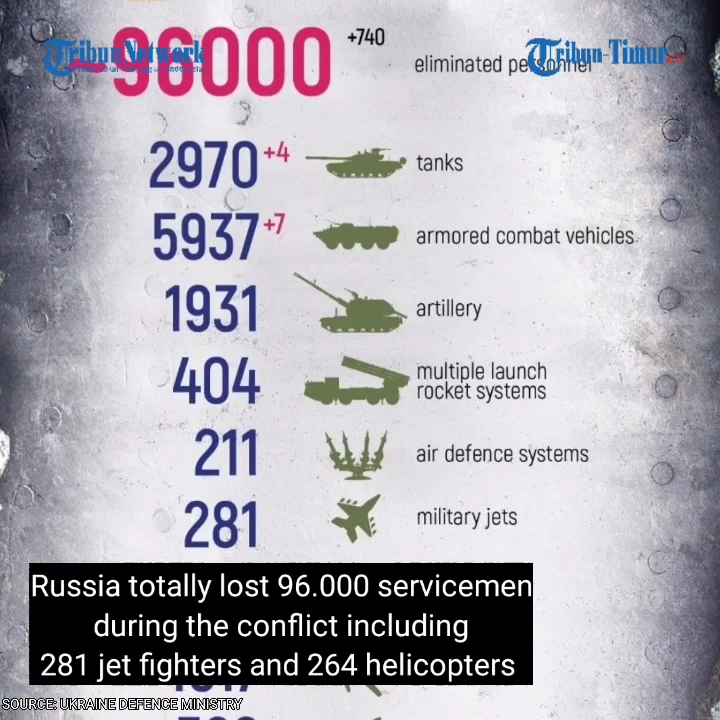 ~96000 +740
eliminated personnel
Tribun Network
Tribun-Timur
2970 +4 tanks
5937 +7 armored combat vehicles
1931 artillery
404 multiple launch
rocket systems
211 air defence systems
281 military jets
Russia totally lost 96.000 servicemen
during the conflict including
281 jet fighters and 264 helicopters
SOURCE: UKRAINE DEFENCE MINISTRY